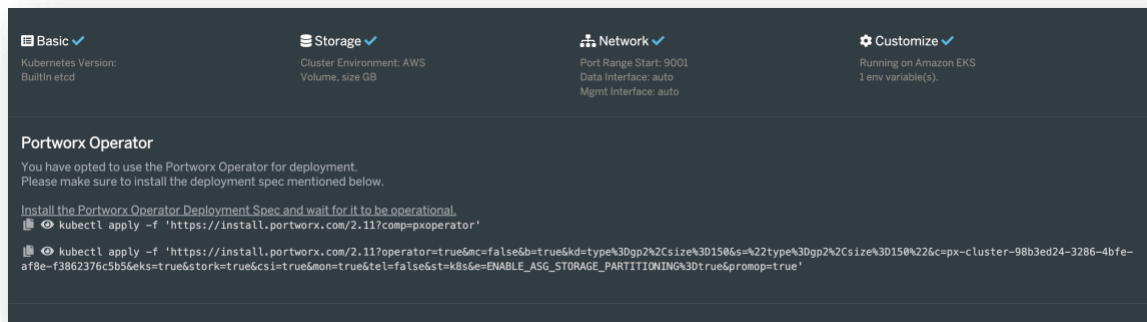 Basic
Kubernetes Version:
BuiltIn etcd
Storage
Cluster Environment: AWS
Volume, size GB
Network
Port Range Start: 9001
Data Interface: auto
Mgmt Interface: auto
Customize
Running on Amazon EKS
1 env variable(s).
Portworx Operator
You have opted to use the Portworx Operator for deployment.
Please make sure to install the deployment spec mentioned below.
Install the Portworx Operator Deployment Spec and wait for it to be operational.
kubectl apply -f 'https://install.portworx.com/2.11?comp=pxoperator'
kubectl apply -f 'https://install.portworx.com/2.11?operator=true&mc=false&b=true&kd=type%3Dgp2%2Csize%3D150&s=%22type%3Dgp2%2Csize%3D150%22&c=px-cluster-98b3ed24-3286-4bfe-
af8e-f3862376c5b5&eks=true&stork=true&csi=true&mon=true&tel=false&st=k8s&e=ENABLE_ASG_STORAGE_PARTITIONING%3Dtrue&promop=true'